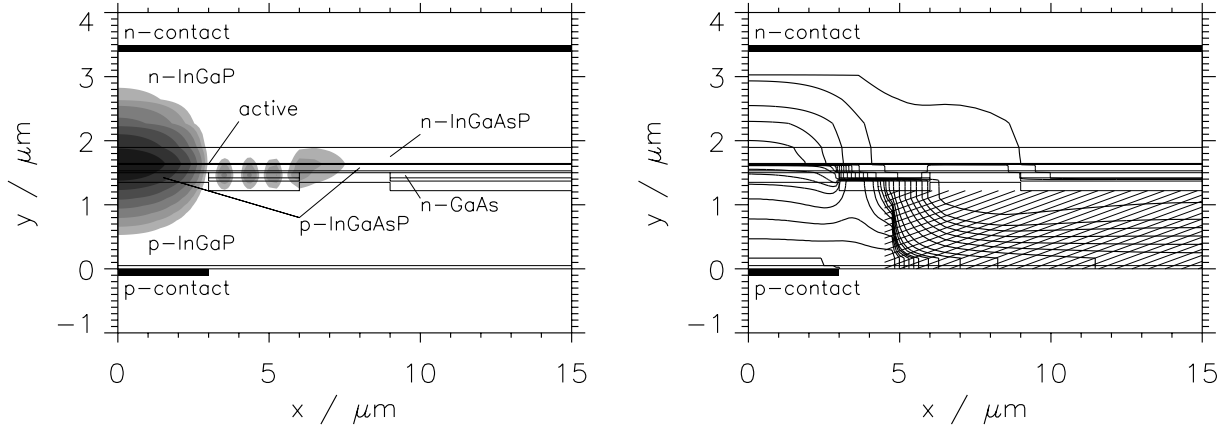 4
n-contact
3
n-InGaP
active
n-InGaAsP
2
y / μm
1
n-GaAs
p-InGaAsP
p-InGaP
0
p-contact
-1
0 5 10 15
x / μm
4
n-contact
3
2
y / μm
1
0
p-contact
-1
0 5 10 15
x / μm